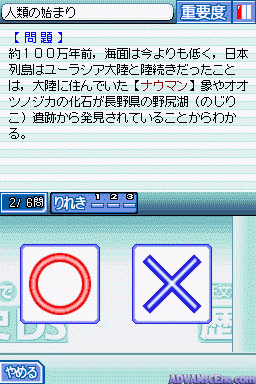 人類の始まり 重要度
【問題】
約100万年前，海面は今よりも低く，日本
列島はユーラシア大陸と陸続きだったこと
は，大陸に住んでいた【ナウマン】象やオオ
ツノジカの化石が長野県の野尻湖（のじり
こ）遺跡から発見されていることからわか
る。
2/6問 りれき 1 2 3
やめる
ADVANSCENE.COM